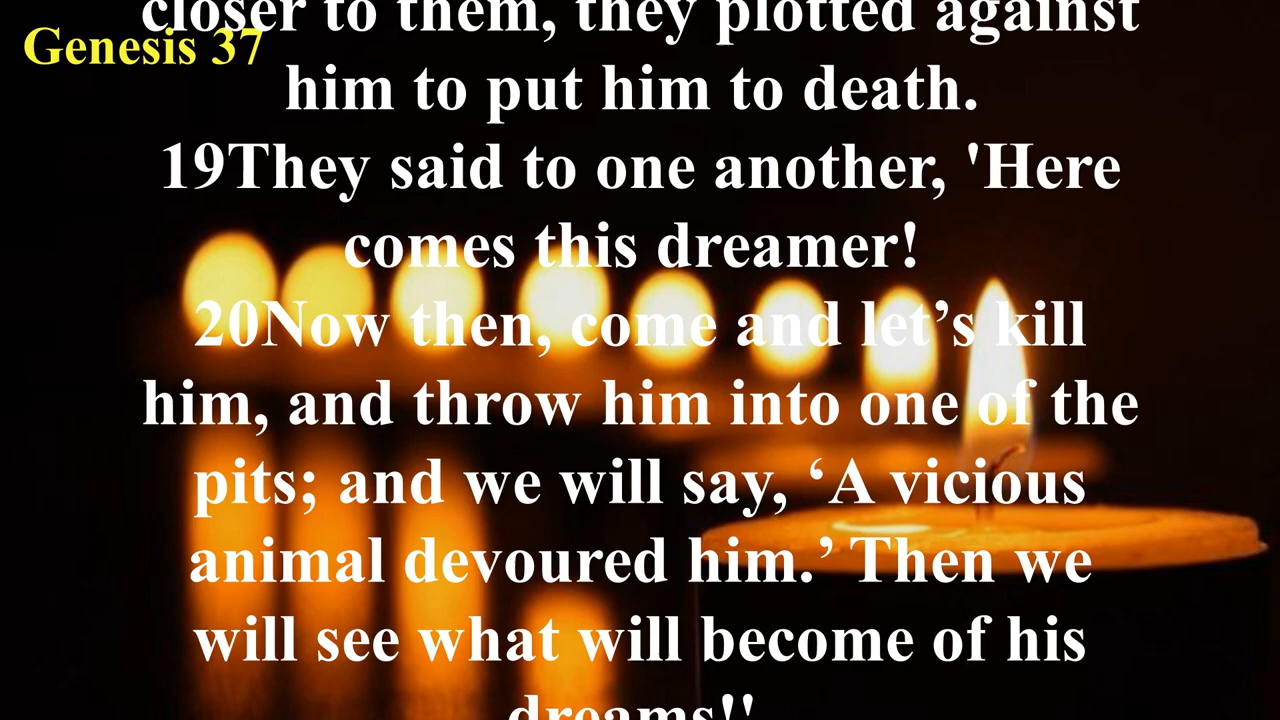 Genesis 37
closer to them, they plotted against
him to put him to death.
19They said to one another, 'Here
comes this dreamer!
20Now then, come and let’s kill
him, and throw him into one of the
pits; and we will say, ‘A vicious
animal devoured him.’ Then we
will see what will become of his
dreams!'